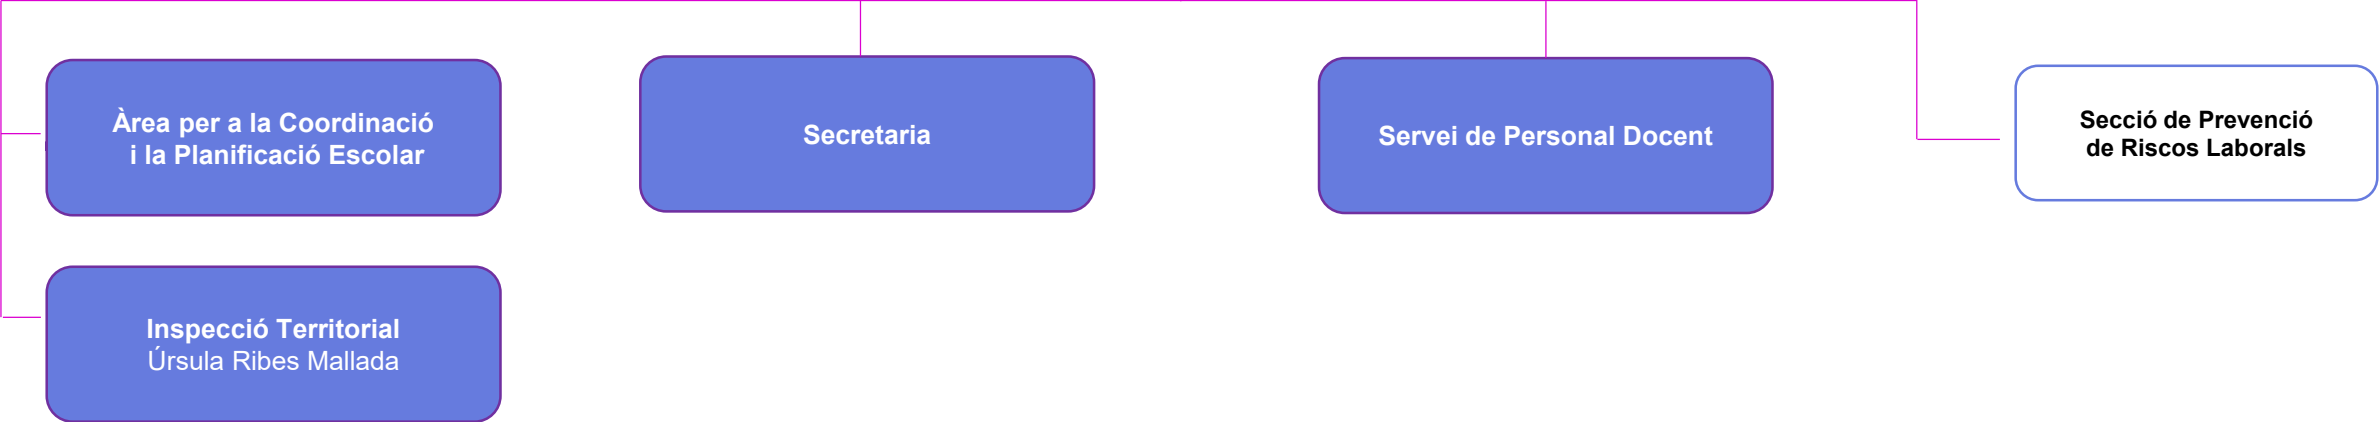 Àrea per a la Coordinació
i la Planificació Escolar
Secretaria
Servei de Personal Docent
Secció de Prevenció
de Riscos Laborals
Inspecció Territorial
Úrsula Ribes Mallada